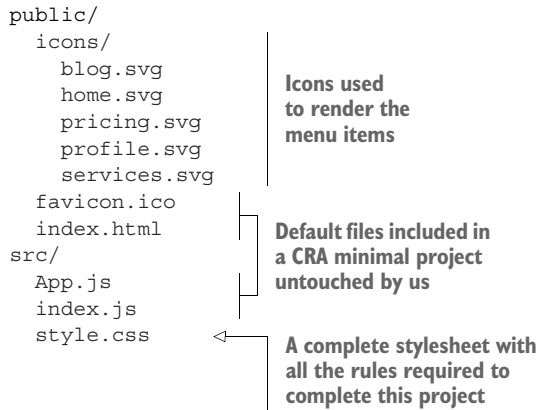 public/
icons/
blog.svg
home.svg
pricing.svg
profile.svg
services.svg
favicon.ico
index.html
src/
App.js
index.js
style.css
Icons used
to render the
menu items
Default files included in
a CRA minimal project
untouched by us
A complete stylesheet with
all the rules required to
complete this project